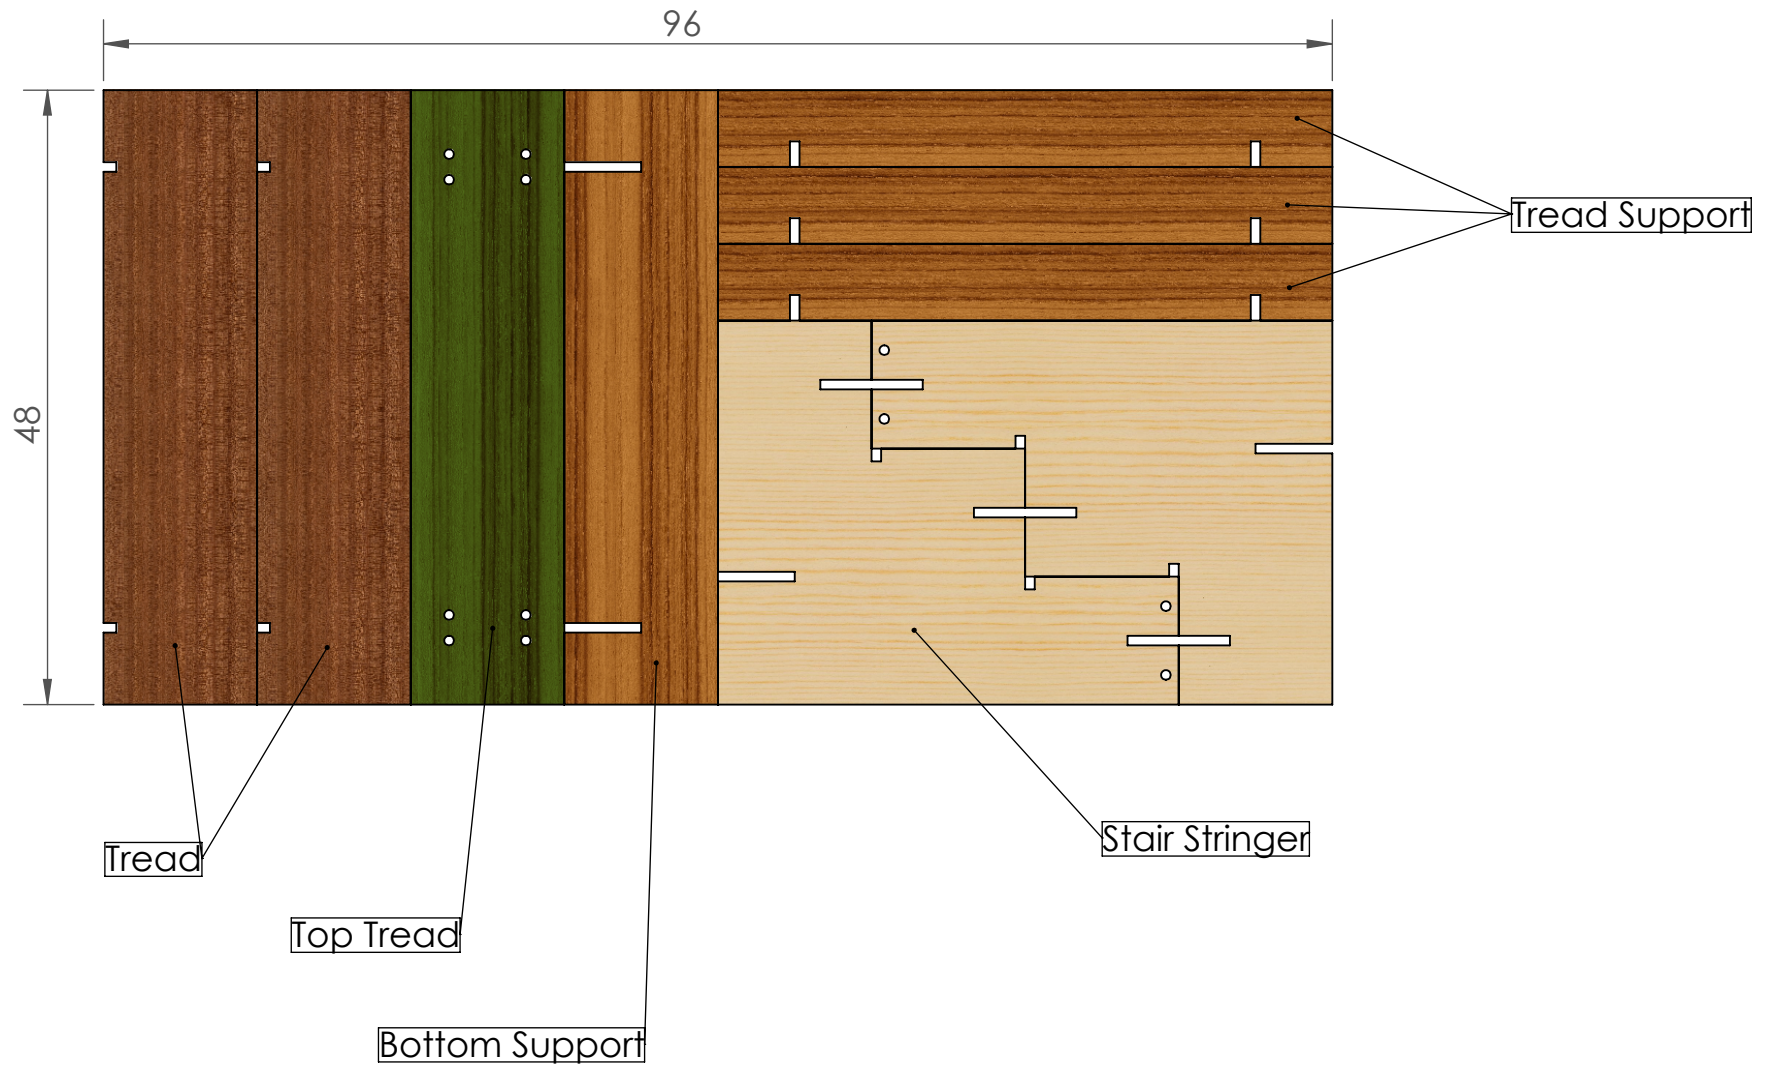 96
48
Tread Support
Stair Stringer
Tread
Top Tread
Bottom Support